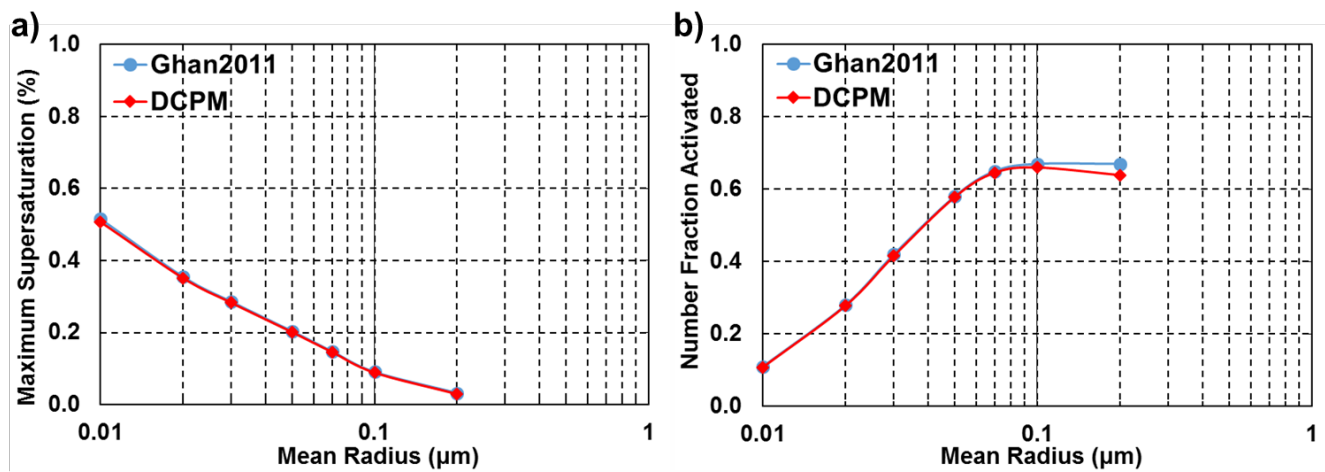 a)
Maximum Supersaturation (%)
1.0
0.8
0.6
0.4
0.2
0.0
Ghan2011
DCPM
0.01
0.1
1
Mean Radius (μm)
b)
Number Fraction Activated
1.0
0.8
0.6
0.4
0.2
0.0
Ghan2011
DCPM
0.01
0.1
1
Mean Radius (μm)